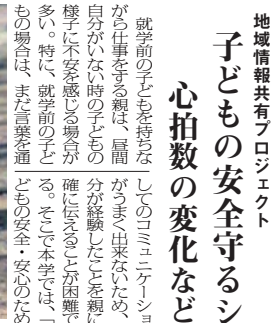 地域情報共有プロジェクト
子どもの安全守るシ
心拍数の変化など
就学前の子どもを持ちな
がら仕事をする親は、昼間
自分がいない時の子どもの
様子に不安を感じる場合が
多い。特に、就学前の子ど
もの場合は、まだ言葉を通
してのコミュニケーショ
がうまく出来ないため、
分が経験したことを親に
確に伝えることが困難で
る。そこで本学では、「
どもの安全・安心のため